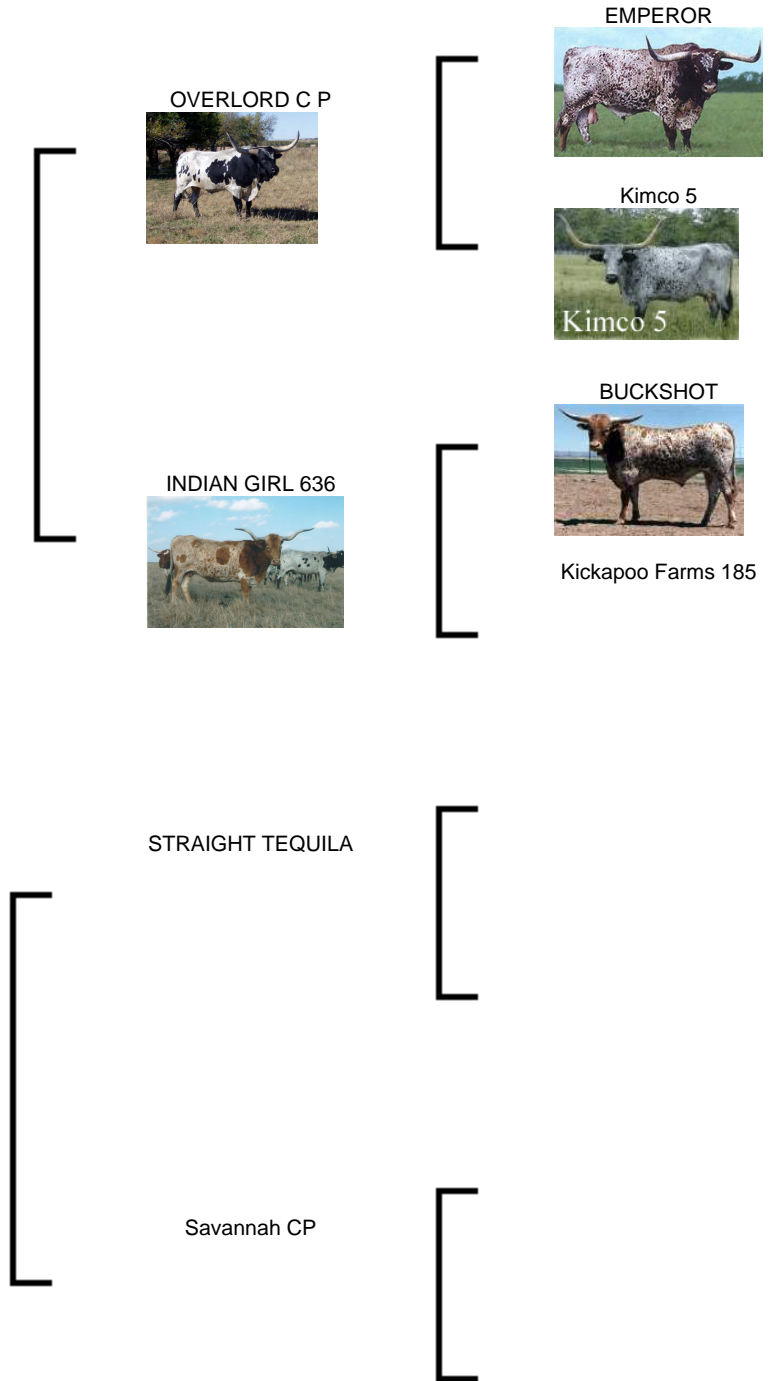 EMPEROR
OVERLORD C P
Kimco 5
Kimco 5
BUCKSHOT
INDIAN GIRL 636
Kickapoo Farms 185
STRAIGHT TEQUILA
Savannah CP